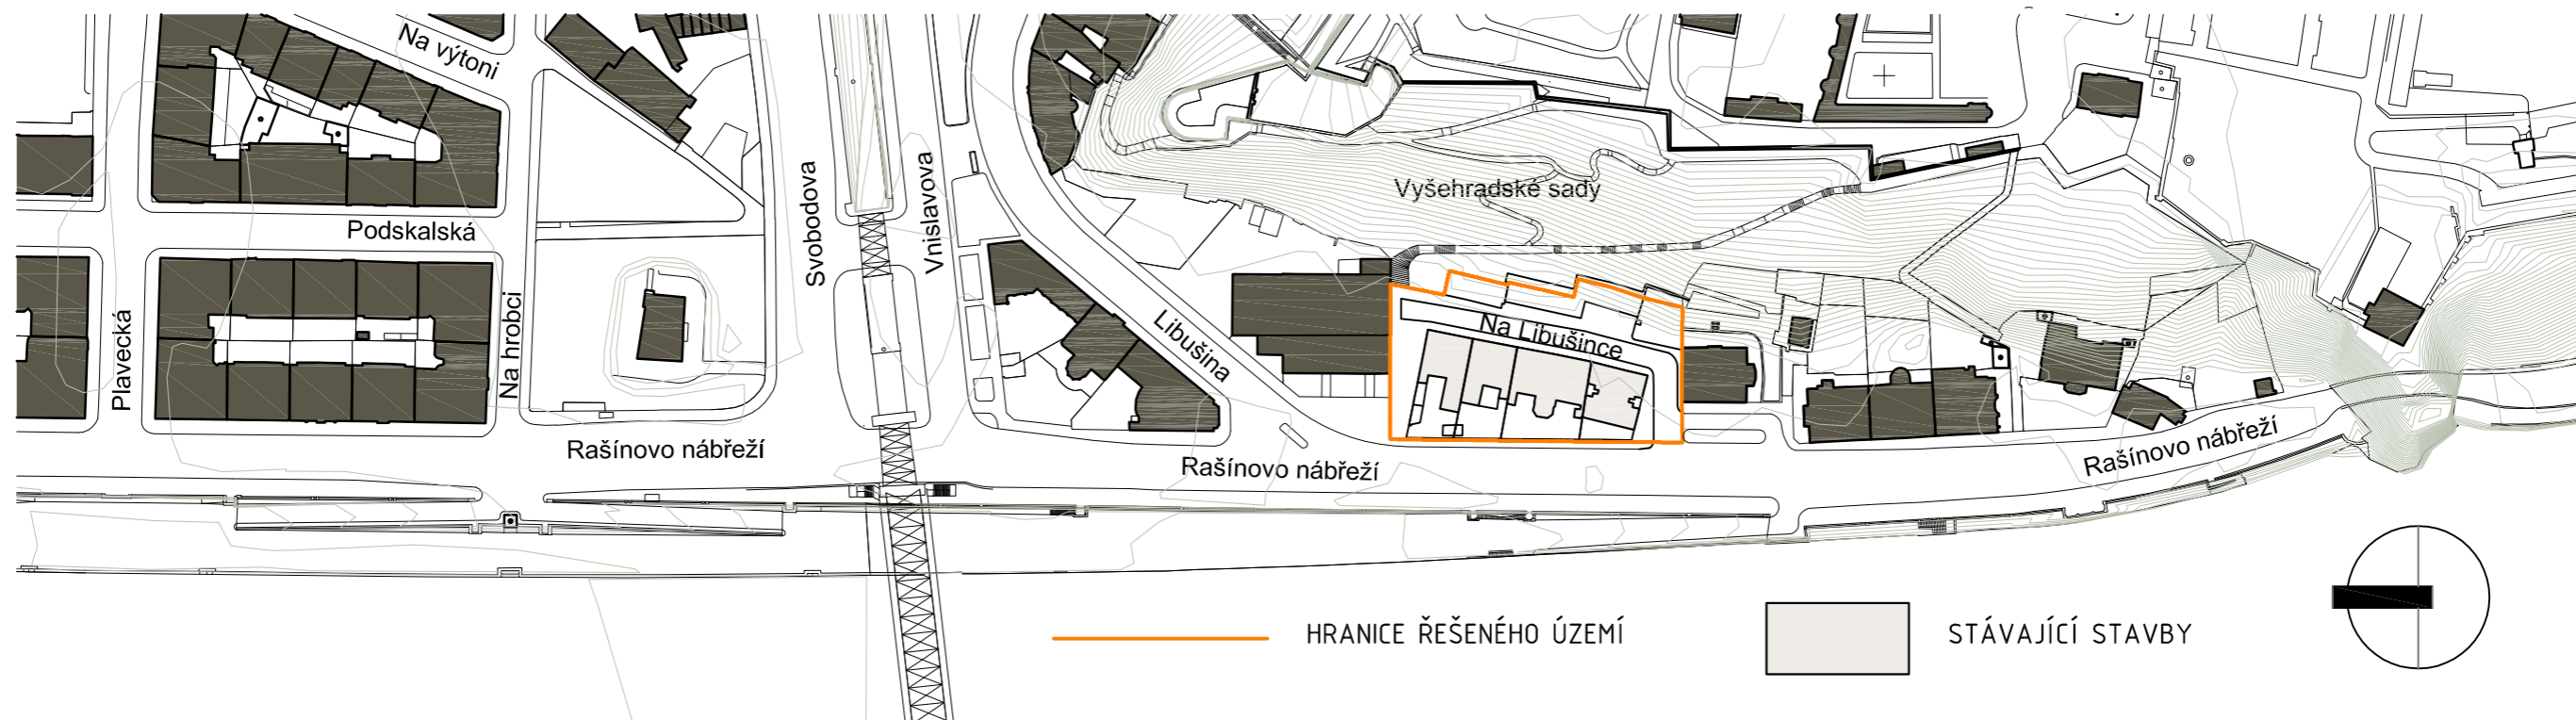 Na výtoni
Podskalská
Plavecká
Na hrobci
Svobodova
Vnislavova
Libušina
Vyšehradské sady
Na Libušince
Rašínovo nábřeží
Rašínovo nábřeží
Rašínovo nábřeží
HRANICE ŘEŠENÉHO ÚZEMÍ
STÁVAJÍCÍ STAVBY